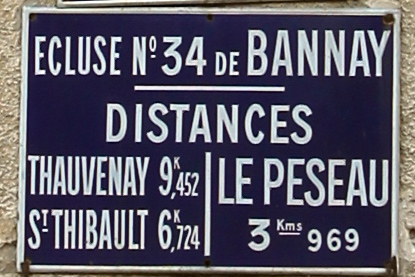 ECLUSE Nº 34 DE BANNAY
DISTANCES
THAUVENAY 9K,452
ST THIBAULT 6K,724
LE PESEAU
3 Kms 969